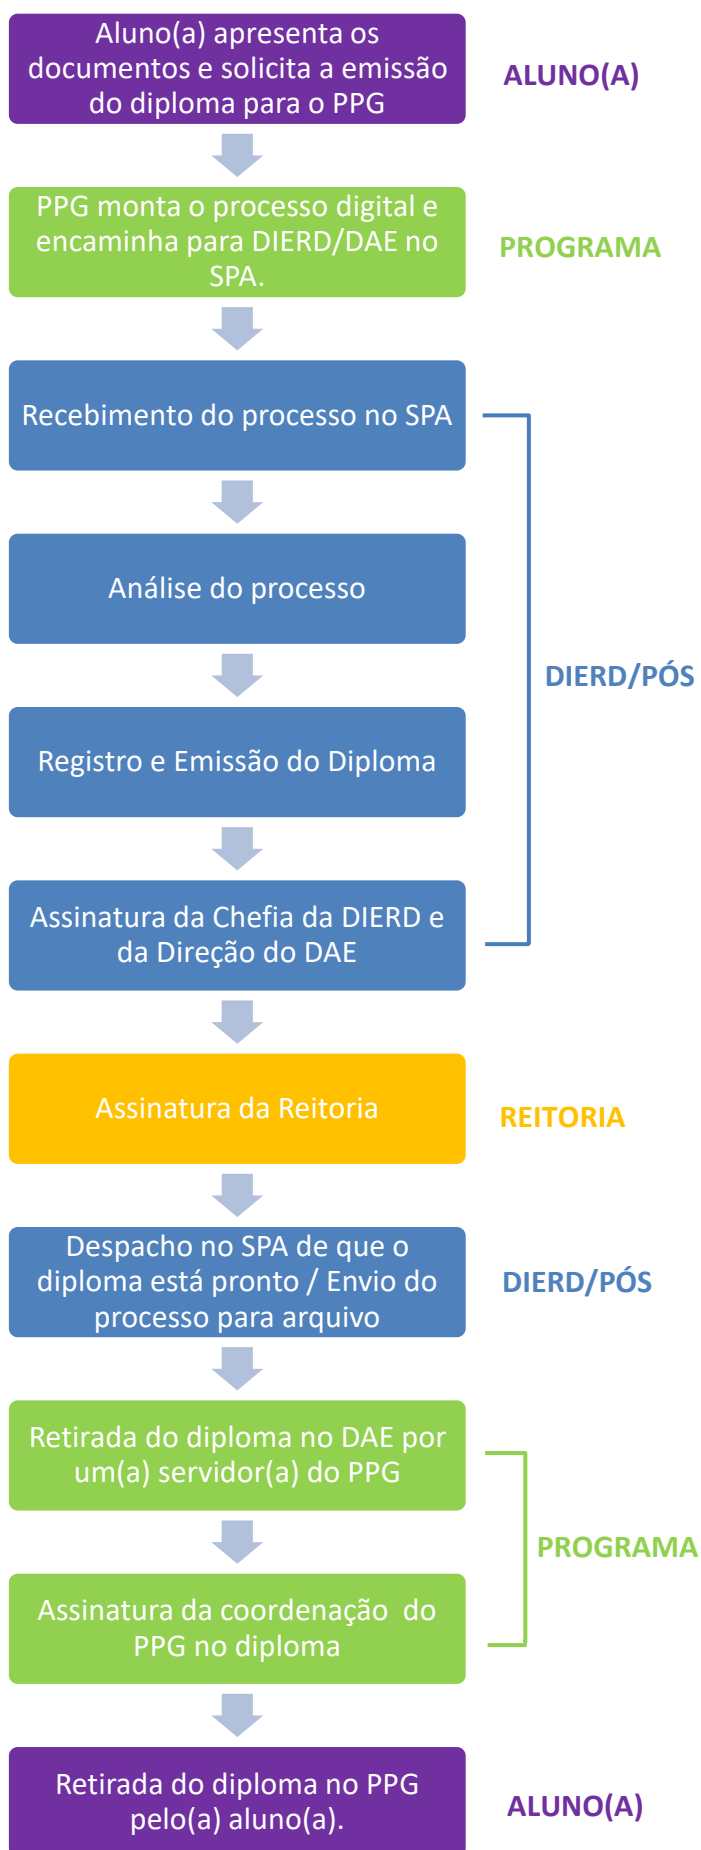 Aluno(a) apresenta os
documentos e solicita a emissão
do diploma para o PPG
ALUNO(A)
PPG monta o processo digital e
encaminha para DIERD/DAE no
SPA.
PROGRAMA
Recebimento do processo no SPA
Análise do processo
DIERD/PÓS
Registro e Emissão do Diploma
Assinatura da Chefia da DIERD e
da Direção do DAE
Assinatura da Reitoria
REITORIA
Despacho no SPA de que o
diploma está pronto / Envio do
processo para arquivo
DIERD/PÓS
Retirada do diploma no DAE por
um(a) servidor(a) do PPG
PROGRAMA
Assinatura da coordenação  do
PPG no diploma
Retirada do diploma no PPG
pelo(a) aluno(a).
ALUNO(A)